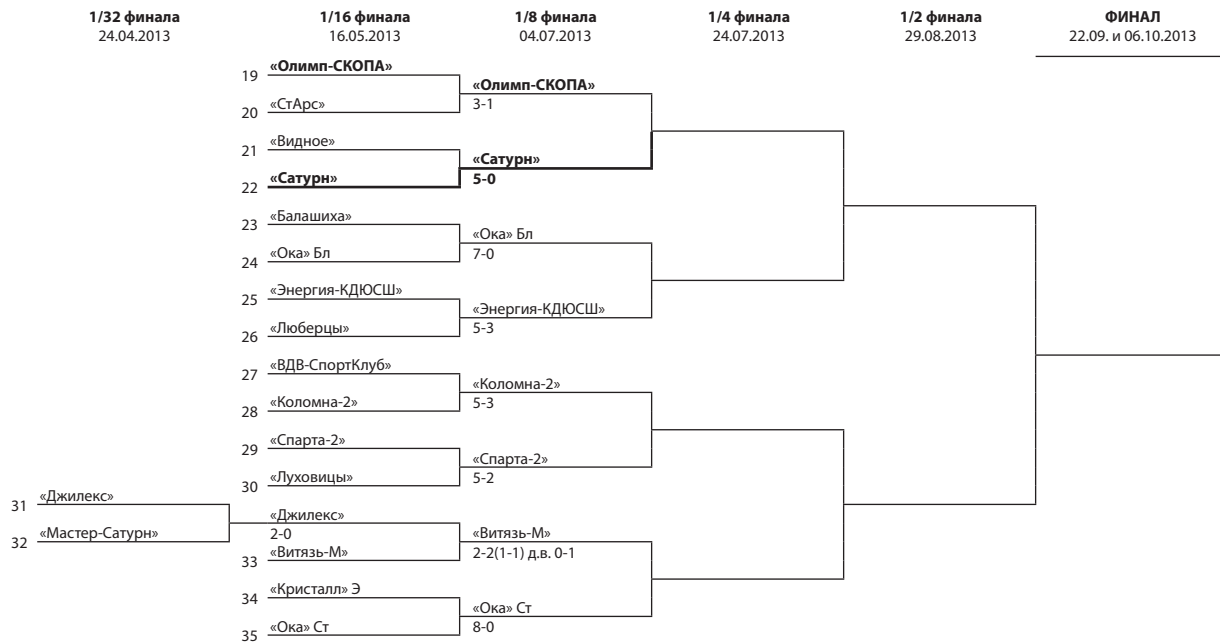 1/32 финала 1/16 финала 1/8 финала 1/4 финала 1/2 финала ФИНАЛ
24.04.2013 16.05.2013 04.07.2013 24.07.2013 29.08.2013 22.09. и 06.10.2013
19 «Олимп-СКОПА»
«Олимп-СКОПА»
3-1
20 «СтАрс»
21 «Видное»
«Сатурн»
5-0
22 «Сатурн»
23 «Балашиха»
«Ока» Бл
7-0
24 «Ока» Бл
25 «Энергия-КДЮСШ»
«Энергия-КДЮСШ»
5-3
26 «Люберцы»
27 «ВДВ-СпортКлуб»
«Коломна-2»
5-3
28 «Коломна-2»
29 «Спарта-2»
«Спарта-2»
5-2
30 «Луховицы»
31 «Джилекс»
«Джилекс»
2-0
32 «Мастер-Сатурн»
«Витязь-М»
2-2(1-1) д.в. 0-1
33 «Витязь-М»
34 «Кристалл» Э
«Ока» Ст
8-0
35 «Ока» Ст